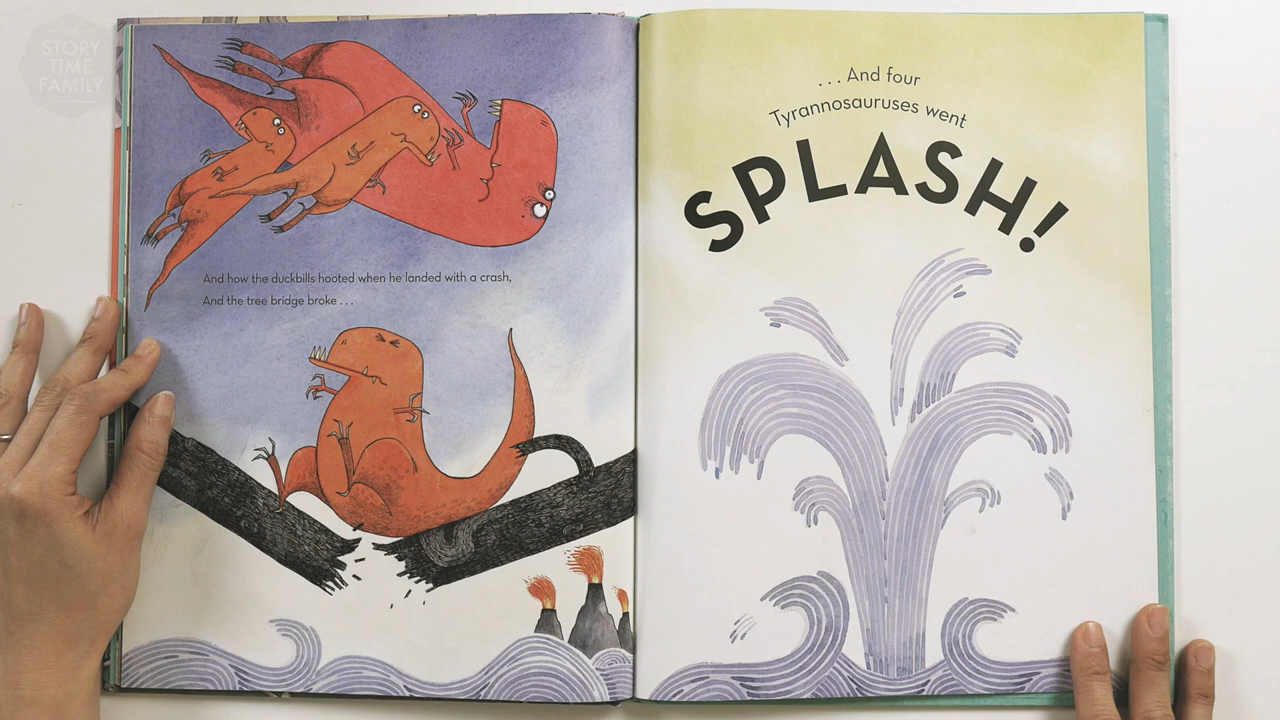 THE
STORY
TIME
FAMILY
And how the duckbills hooted when he landed with a crash,
And the tree bridge broke . . .
. . . And four
Tyrannosauruses went
SPLASH!